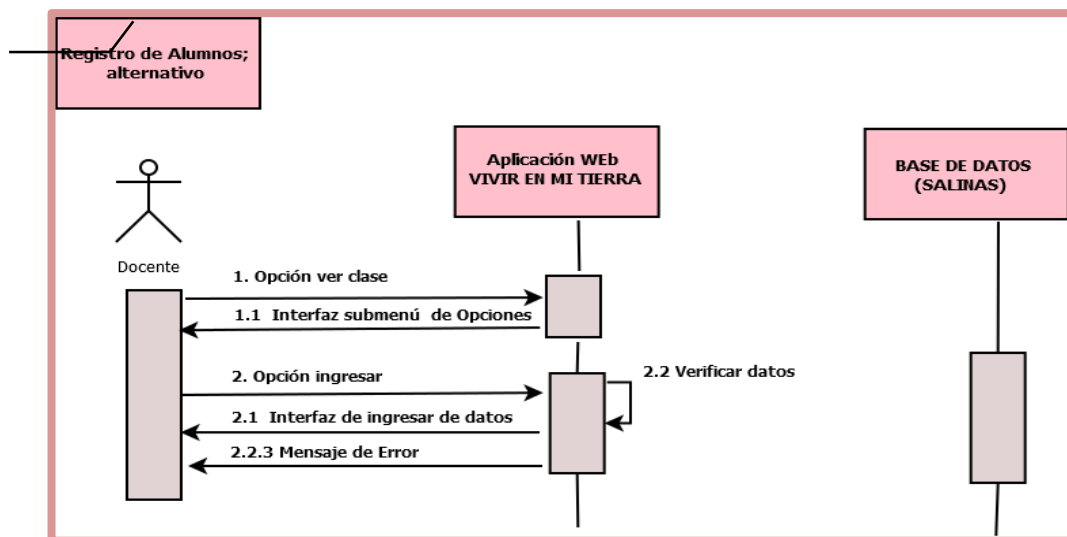 Registro de Alumnos;
alternativo
Aplicación WEb
VIVIR EN MI TIERRA
BASE DE DATOS
(SALINAS)
Docente
1. Opción ver clase
1.1 Interfaz submenú de Opciones
2. Opción ingresar
2.2 Verificar datos
2.1 Interfaz de ingresar de datos
2.2.3 Mensaje de Error